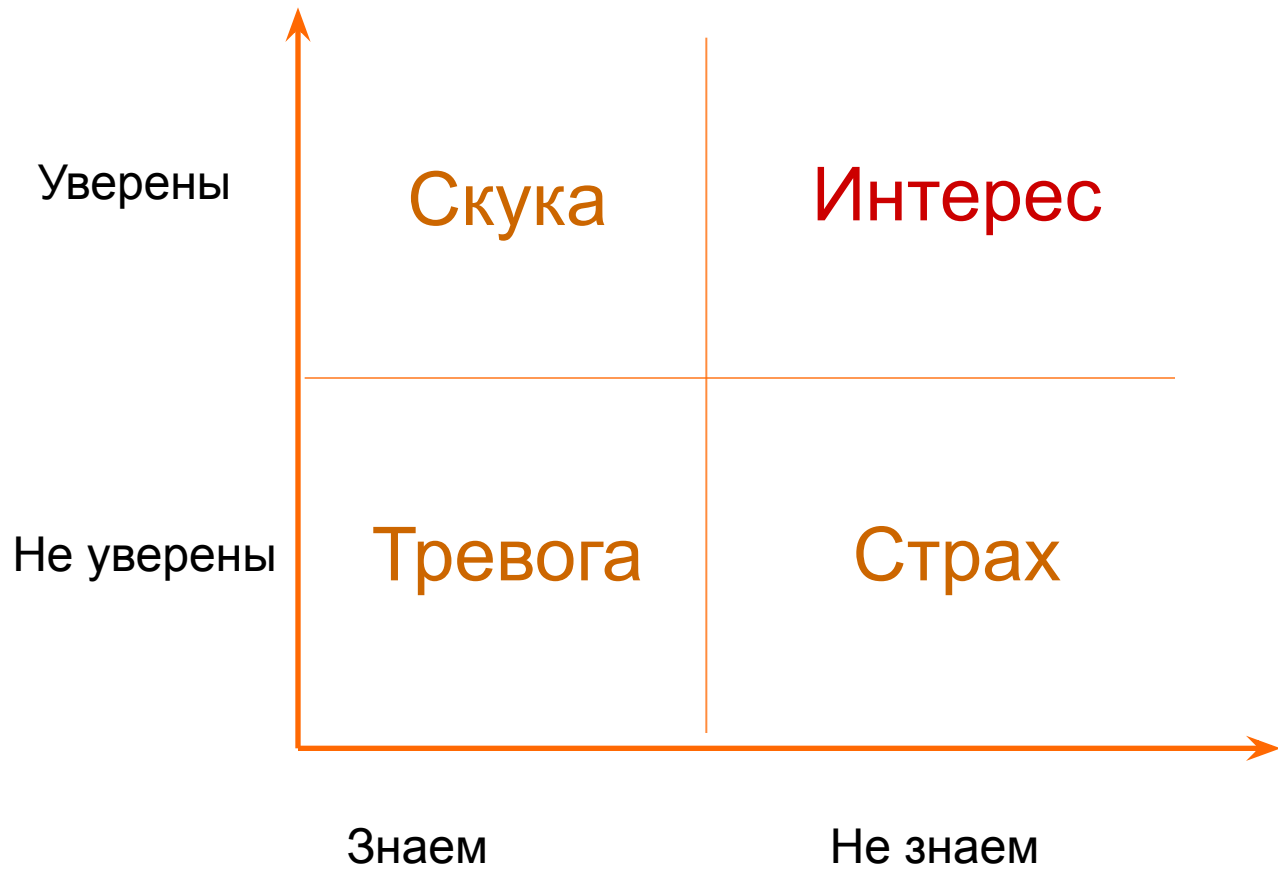 Уверены
Скука
Интерес
Не уверены
Тревога
Страх
Знаем
Не знаем